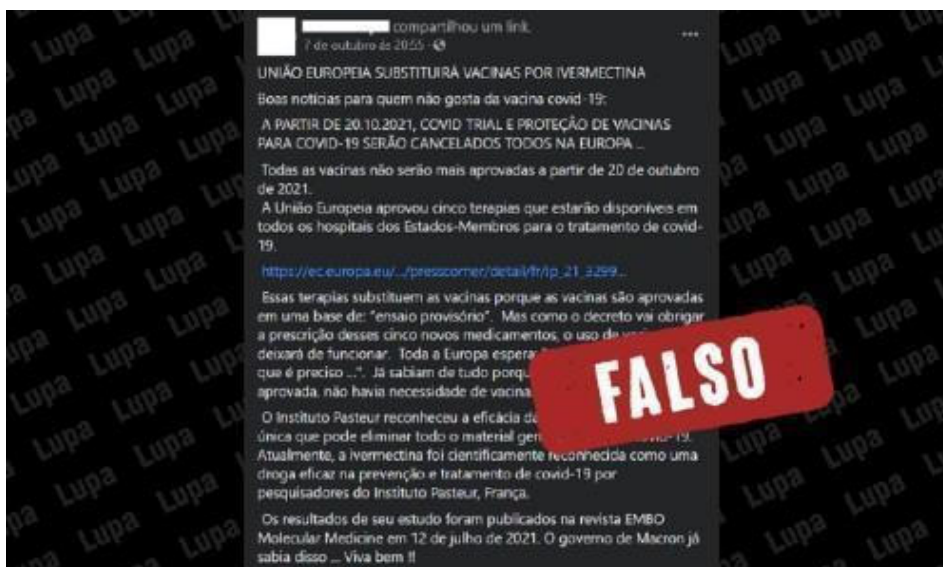 compartilhou um link.
7 de outubro às 20:55
UNIÃO EUROPEIA SUBSTITUIRÁ VACINAS POR IVERMECTINA
Boas notícias para quem não gosta da vacina covid-19:
A PARTIR DE 20.10.2021, COVID TRIAL E PROTEÇÃO DE VACINAS
PARA COVID-19 SERÃO CANCELADOS TODOS NA EUROPA ...
Todas as vacinas não serão mais aprovadas a partir de 20 de outubro
de 2021.
A União Europeia aprovou cinco terapias que estarão disponíveis em
todos os hospitais dos Estados-Membros para o tratamento de covid-
19.
https://ec.europa.eu/.../presscorner/detail/fr/ip_21_3299...
Essas terapias substituem as vacinas porque as vacinas são aprovadas
em uma base de: "ensaio provisório". Mas como o decreto vai obrigar
a prescrição desses cinco novos medicamentos, o uso de
deixará de funcionar. Toda a Europa
que é preciso ...". Já sabiam de tudo
aprovada, não havia necessidade de
FALSO
O Instituto Pasteur reconheceu a eficácia
única que pode eliminar todo o material
Atualmente, a ivermectina foi cientificamente reconhecida como uma
droga eficaz na prevenção e tratamento de covid-19 por
pesquisadores do Instituto Pasteur, França.
Os resultados de seu estudo foram publicados na revista EMBO
Molecular Medicine em 12 de julho de 2021. O governo de Macron já
sabia disso ... Viva bem !!
Lupa